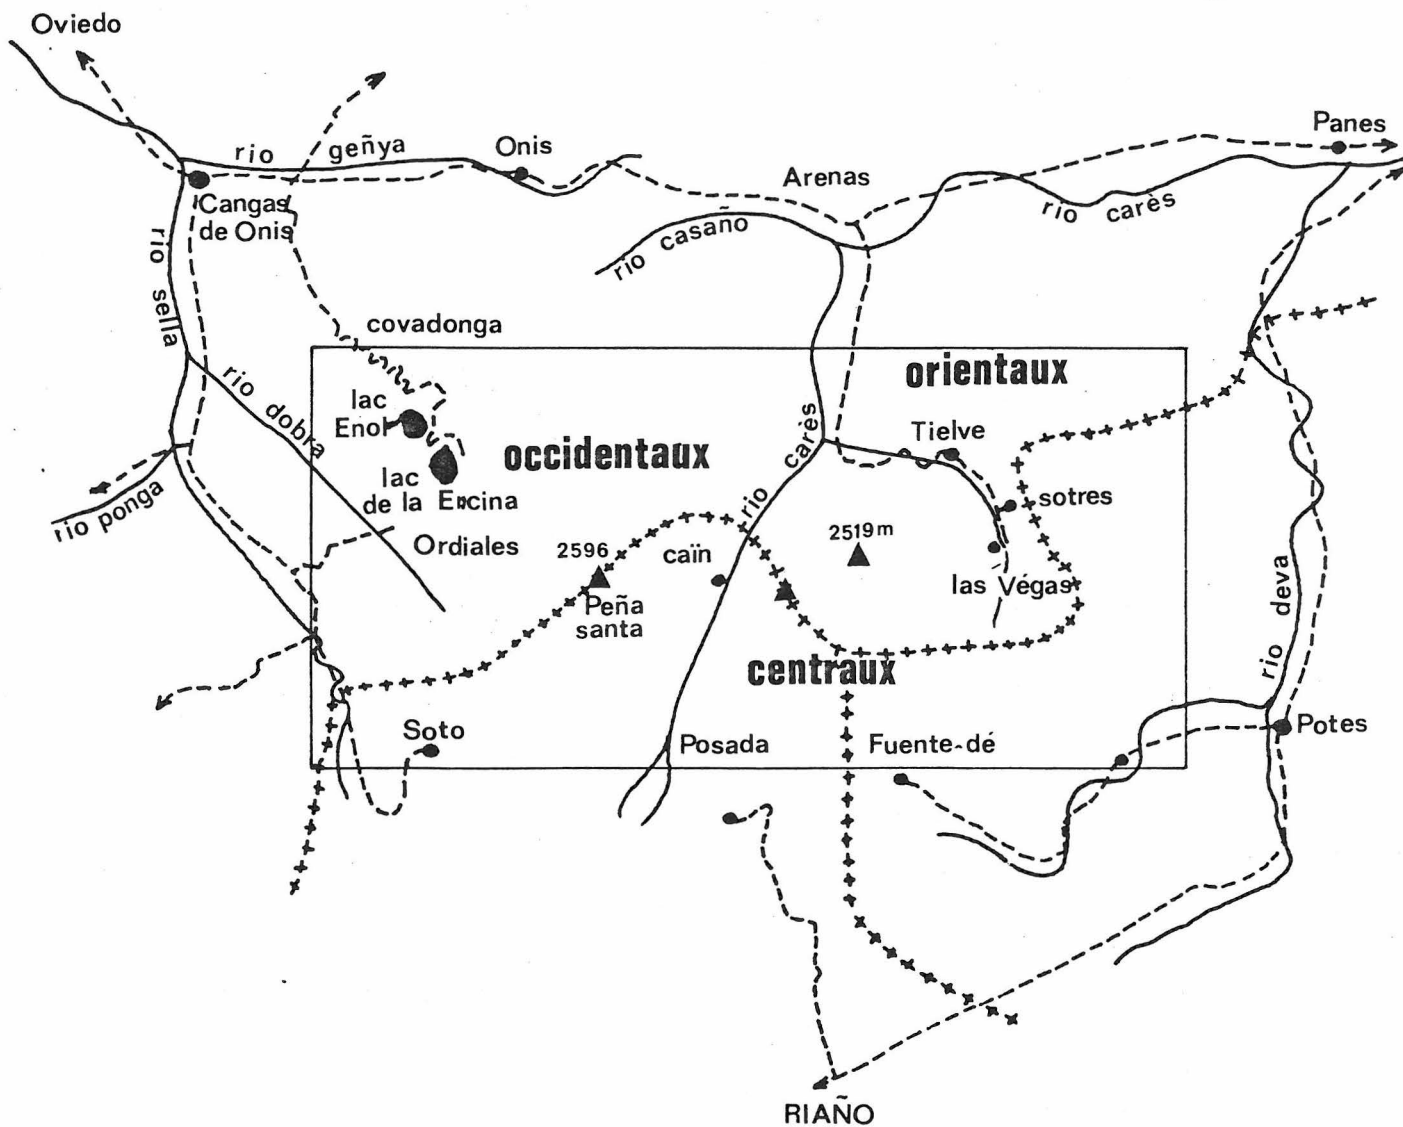 Oviedo
Panes
rio geñya
Onis
Arenas
Cangas
de Onis
rio casaño
rio carès
rio sella
covadonga
orientaux
rio dobra
lac
Enol
carès
Tielve
occidentaux
lac
de la Encina
rio
sotres
rio ponga
Ordiales
2596
caïn
2519m
las Végas
rio deva
Peña
santa
centraux
Soto
Posada
Fuente-dé
Potes
RIAÑO